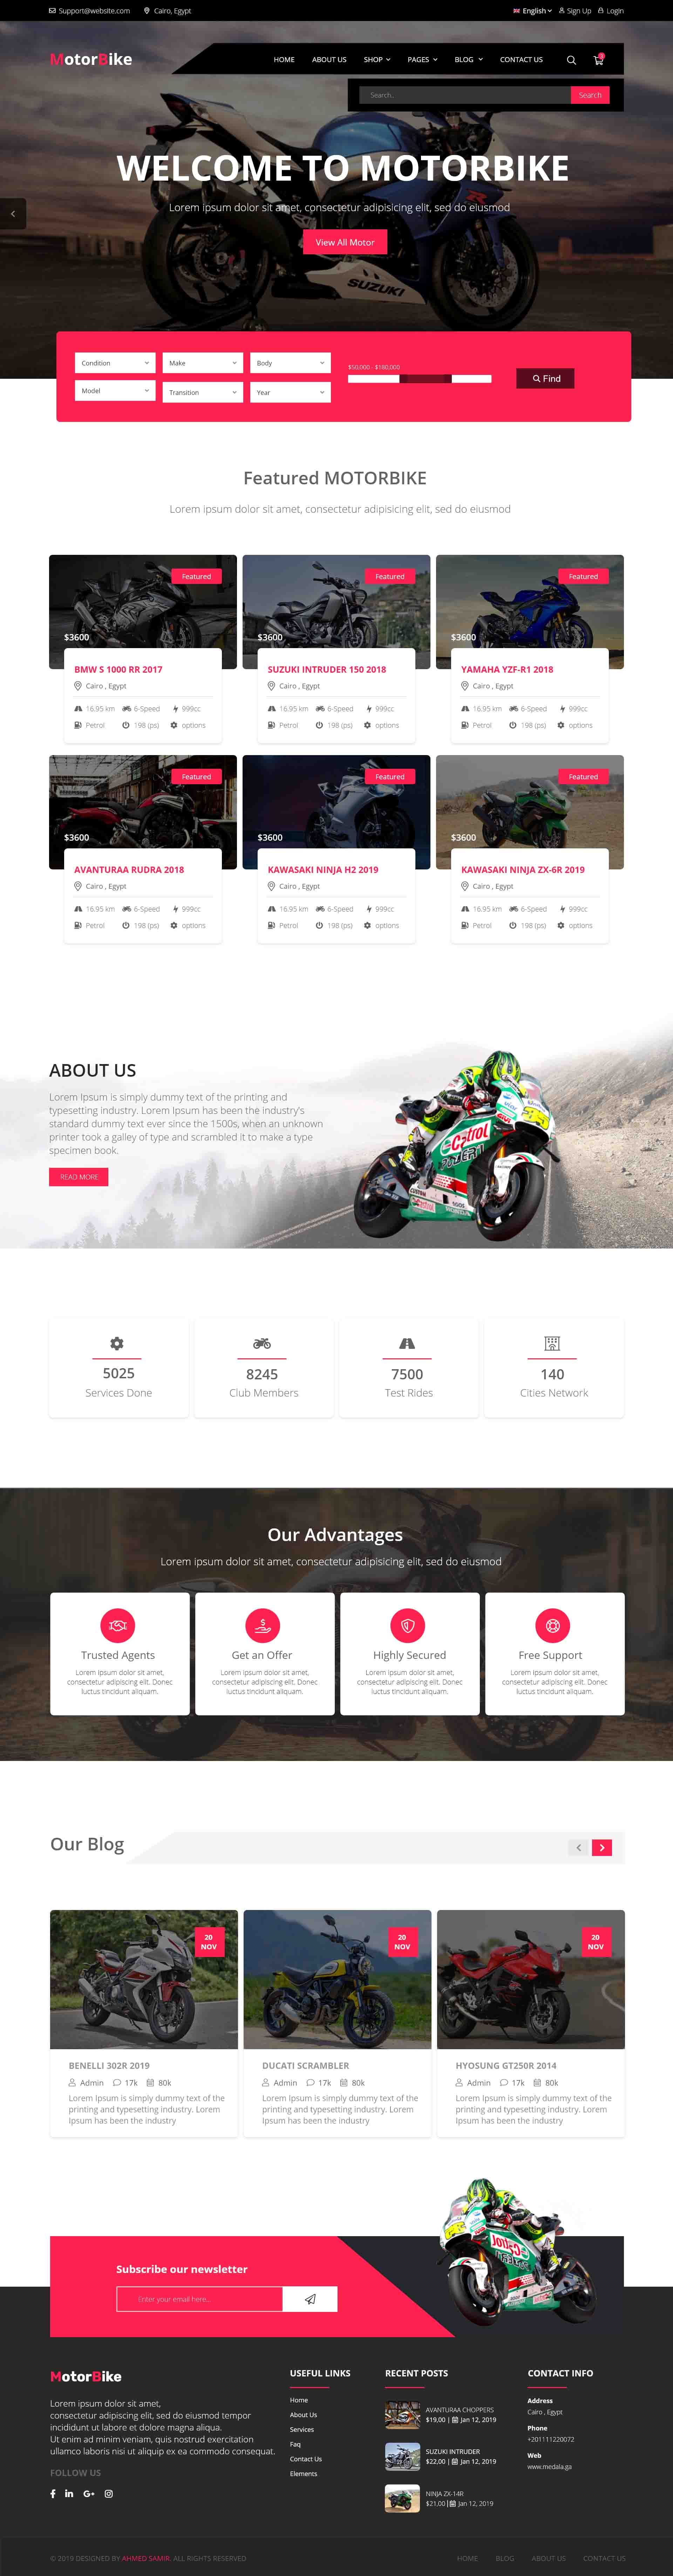 Support@website.com Cairo, Egypt English Sign Up Login
MotorBike HOME ABOUT US SHOP PAGES BLOG CONTACT US
Search.. Search
WELCOME TO MOTORBIKE
Lorem ipsum dolor sit amet, consectetur adipisicing elit, sed do eiusmod
View All Motor
SUZUKI
Condition Make Body
$50,000 - $180,000
Find
Model Transition Year
Featured MOTORBIKE
Lorem ipsum dolor sit amet, consectetur adipisicing elit, sed do eiusmod
Featured Featured Featured
$3600 $3600 $3600
BMW S 1000 RR 2017 SUZUKI INTRUDER 150 2018 YAMAHA YZF-R1 2018
Cairo , Egypt Cairo , Egypt Cairo , Egypt
16.95 km 6-Speed 999cc 16.95 km 6-Speed 999cc 16.95 km 6-Speed 999cc
Petrol 198 (ps) options Petrol 198 (ps) options Petrol 198 (ps) options
Featured Featured Featured
$3600 $3600 $3600
AVANTURAA RUDRA 2018 KAWASAKI NINJA H2 2019 KAWASAKI NINJA ZX-6R 2019
Cairo , Egypt Cairo , Egypt Cairo , Egypt
16.95 km 6-Speed 999cc 16.95 km 6-Speed 999cc 16.95 km 6-Speed 999cc
Petrol 198 (ps) options Petrol 198 (ps) options Petrol 198 (ps) options
ABOUT US
Lorem Ipsum is simply dummy text of the printing and
typesetting industry. Lorem Ipsum has been the industry's
standard dummy text ever since the 1500s, when an unknown
printer took a galley of type and scrambled it to make a type
specimen book.
READ MORE
Castrol
5025 8245 7500 140
Services Done Club Members Test Rides Cities Network
Our Advantages
Lorem ipsum dolor sit amet, consectetur adipisicing elit, sed do eiusmod
Trusted Agents Get an Offer Highly Secured Free Support
Lorem ipsum dolor sit amet, Lorem ipsum dolor sit amet, Lorem ipsum dolor sit amet, Lorem ipsum dolor sit amet,
consectetur adipiscing elit. Donec consectetur adipiscing elit. Donec consectetur adipiscing elit. Donec consectetur adipiscing elit. Donec
luctus tincidunt aliquam. luctus tincidunt aliquam. luctus tincidunt aliquam. luctus tincidunt aliquam.
Our Blog
20 20 20
NOV NOV NOV
BENELLI 302R 2019 DUCATI SCRAMBLER HYOSUNG GT250R 2014
Admin 17k 80k Admin 17k 80k Admin 17k 80k
Lorem Ipsum is simply dummy text of the Lorem Ipsum is simply dummy text of the Lorem Ipsum is simply dummy text of the
printing and typesetting industry. Lorem printing and typesetting industry. Lorem printing and typesetting industry. Lorem
Ipsum has been the industry Ipsum has been the industry Ipsum has been the industry
Subscribe our newsletter
Enter your email here...
MotorBike
Lorem ipsum dolor sit amet,
consectetur adipiscing elit, sed do eiusmod tempor
incididunt ut labore et dolore magna aliqua.
Ut enim ad minim veniam, quis nostrud exercitation
ullamco laboris nisi ut aliquip ex ea commodo consequat.
FOLLOW US
USEFUL LINKS
Home
About Us
Services
Faq
Contact Us
Elements
RECENT POSTS
AVANTURAA CHOPPERS
$19,00 | Jan 12, 2019
SUZUKI INTRUDER
$22,00 | Jan 12, 2019
NINJA ZX-14R
$21,00 | Jan 12, 2019
CONTACT INFO
Address
Cairo , Egypt
Phone
+201111220072
Web
www.medala.ga
© 2019 DESIGNED BY AHMED SAMIR. ALL RIGHTS RESERVED HOME BLOG ABOUT US CONTACT US